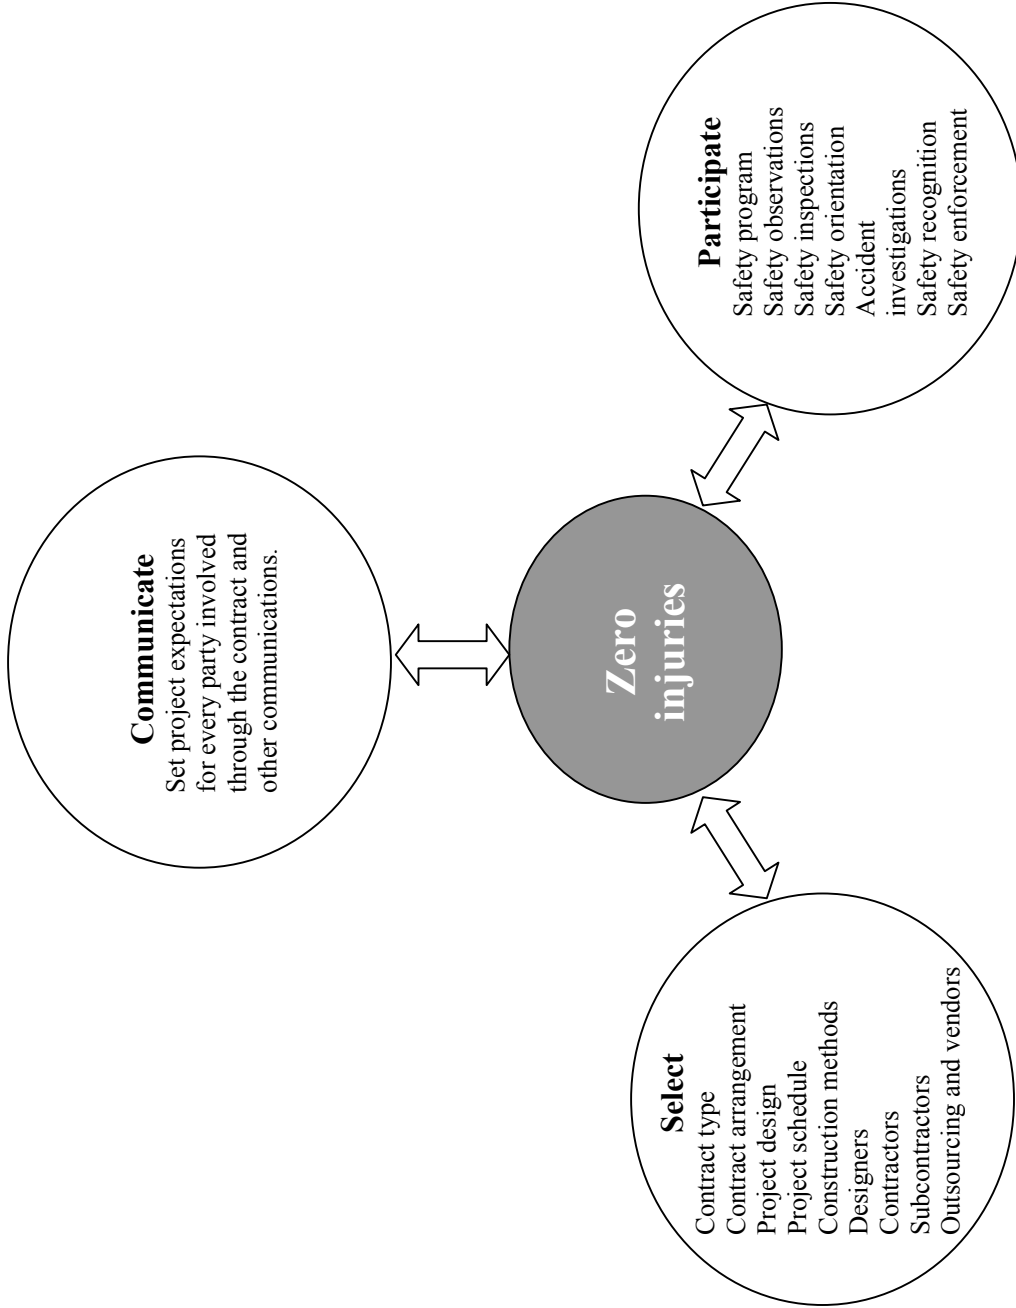 Communicate
Set project expectations
for every party involved
through the contract and
other communications.
Zero
injuries
Select
Contract type
Contract arrangement
Project design
Project schedule
Construction methods
Designers
Contractors
Subcontractors
Outsourcing and vendors
Participate
Safety program
Safety observations
Safety inspections
Safety orientation
Accident
investigations
Safety recognition
Safety enforcement